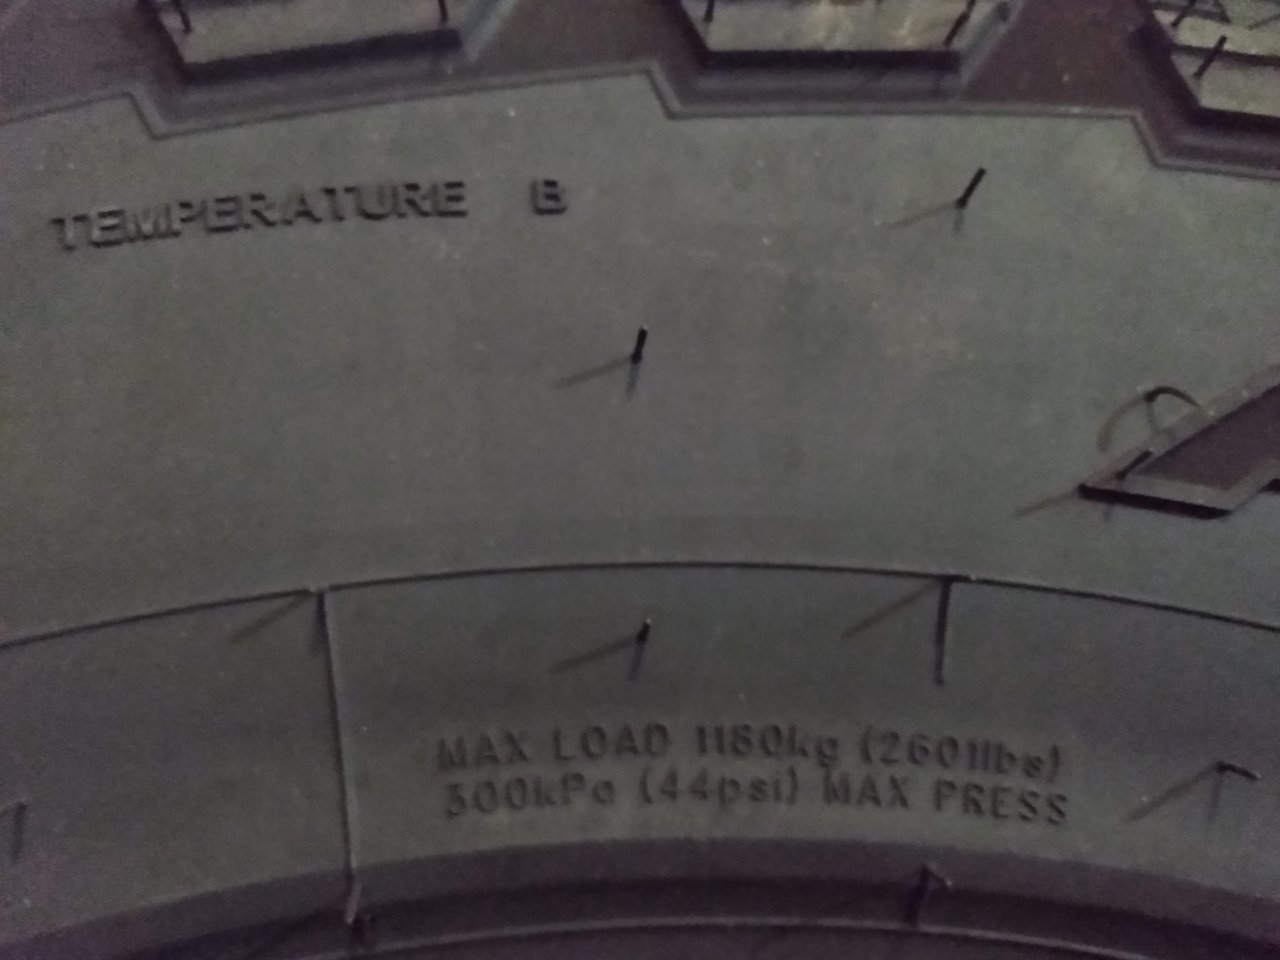 TEMPERATURE B
MAX LOAD 1180kg (2601lbs)
300kPa (44psi) MAX PRESS